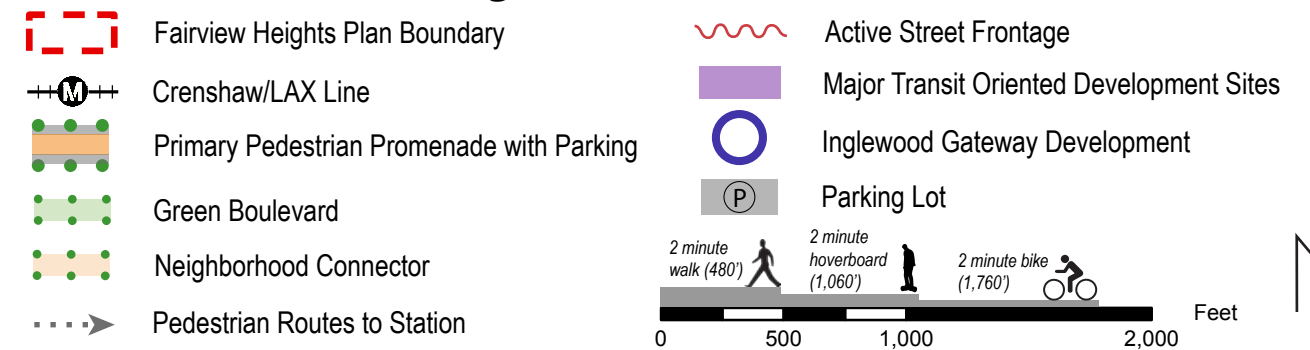 Fairview Heights Plan Boundary
M
Crenshaw/LAX Line
Primary Pedestrian Promenade with Parking
Green Boulevard
Neighborhood Connector
Pedestrian Routes to Station
Active Street Frontage
Major Transit Oriented Development Sites
Inglewood Gateway Development
P
Parking Lot
2 minute
walk (480')
2 minute
hoverboard
(1,060')
2 minute bike
(1,760')
Feet
0 500 1,000 2,000